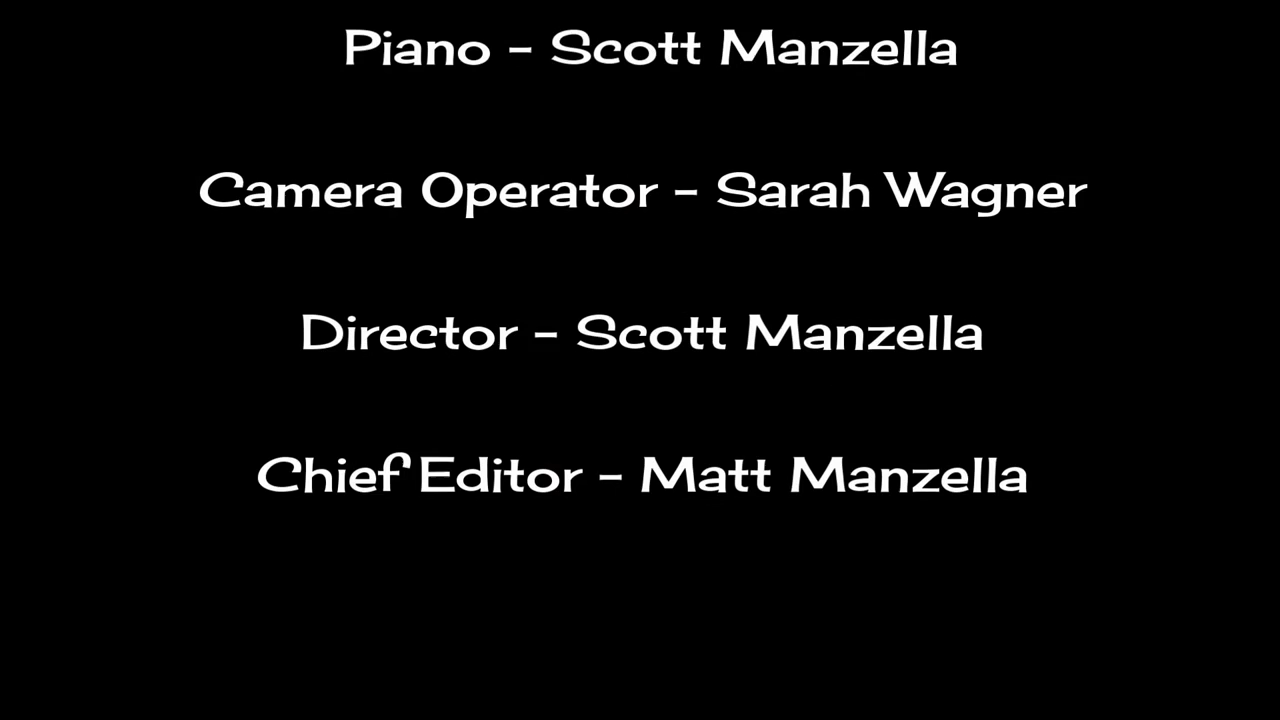 Piano - Scott Manzella
Camera Operator - Sarah Wagner
Director - Scott Manzella
Chief Editor - Matt Manzella